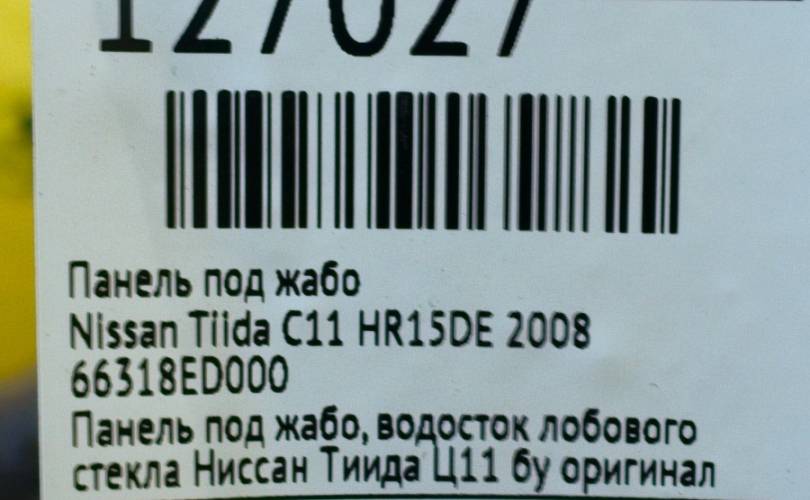 127027
Панель под жабо
Nissan Tiida C11 HR15DE 2008
66318ED000
Панель под жабо, водосток лобового
стекла Ниссан Тиида Ц11 бу оригинал